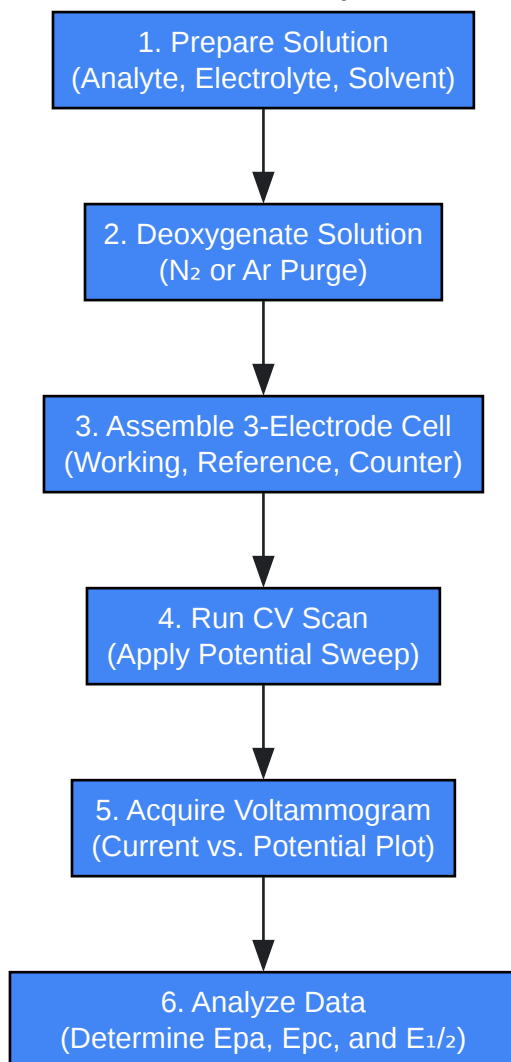 1. Prepare Solution
(Analyte, Electrolyte, Solvent)
2. Deoxygenate Solution
(N₂ or Ar Purge)
3. Assemble 3-Electrode Cell
(Working, Reference, Counter)
4. Run CV Scan
(Apply Potential Sweep)
5. Acquire Voltammogram
(Current vs. Potential Plot)
6. Analyze Data
(Determine Epa, Epc, and E₁/₂)